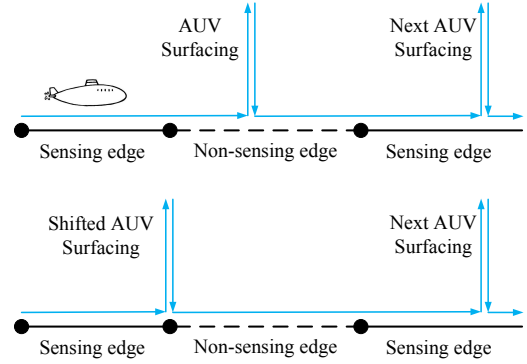 AUV
Surfacing
Next AUV
Surfacing
Sensing edge
Non-sensing edge
Sensing edge
Shifted AUV
Surfacing
Next AUV
Surfacing
Sensing edge
Non-sensing edge
Sensing edge